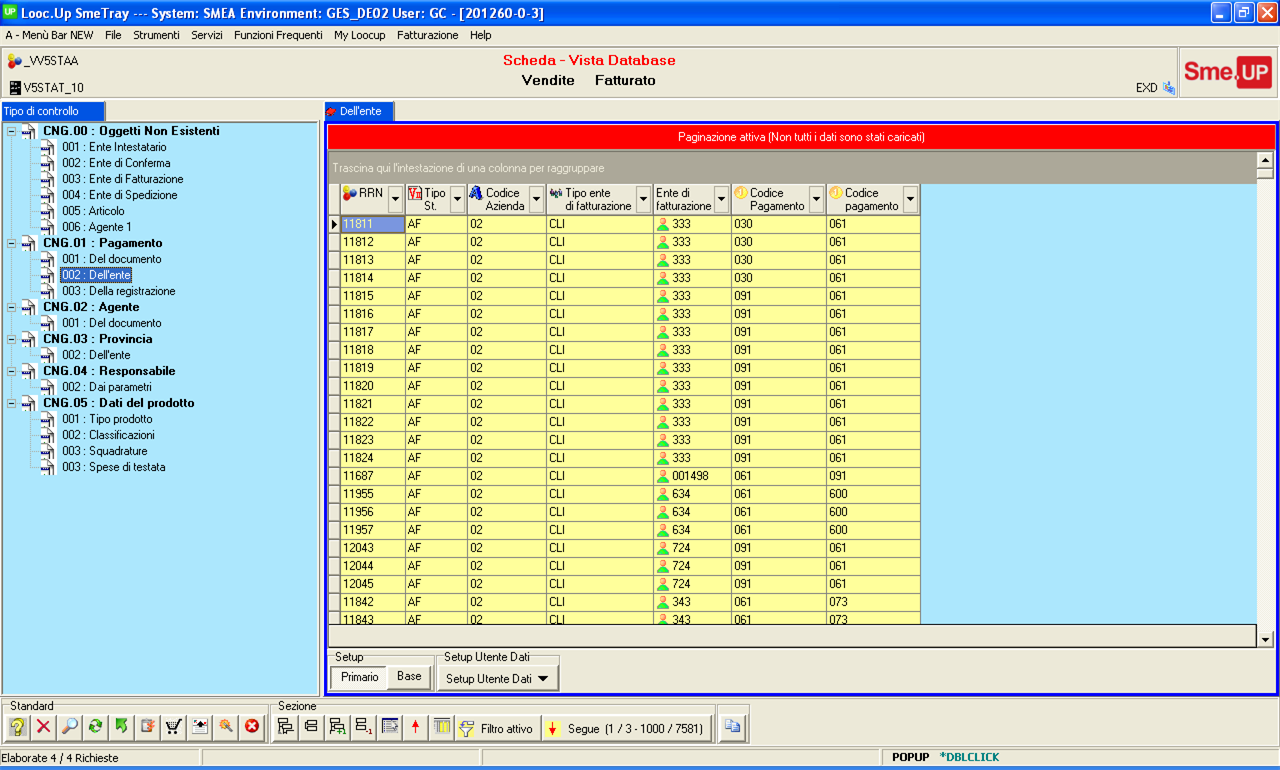 UP Looc.Up SmeTray --- System: SMEA Environment: GES_DE02 User: GC - [201260-0-3]
A - Menù Bar NEW File Strumenti Servizi Funzioni Frequenti My Loocup Fatturazione Help
_VV5STAA
Scheda - Vista Database
Vendite Fatturato
V5STAT_10
EXD
Sme.UP
Tipo di controllo
CNG.00 : Oggetti Non Esistenti
001 : Ente Intestatario
002 : Ente di Conferma
003 : Ente di Fatturazione
004 : Ente di Spedizione
005 : Articolo
006 : Agente 1
CNG.01 : Pagamento
001 : Del documento
002 : Dell'ente
003 : Della registrazione
CNG.02 : Agente
001 : Del documento
CNG.03 : Provincia
002 : Dell'ente
CNG.04 : Responsabile
002 : Dai parametri
CNG.05 : Dati del prodotto
001 : Tipo prodotto
002 : Classificazioni
003 : Squadrature
003 : Spese di testata
Dell'ente
Paginazione attiva (Non tutti i dati sono stati caricati)
Trascina qui l'intestazione di una colonna per raggruppare
RRN Tipo St. Codice Azienda Tipo ente di fatturazione Ente di fatturazione Codice Pagamento Codice pagamento
11811 AF 02 CLI 333 030 061
11812 AF 02 CLI 333 030 061
11813 AF 02 CLI 333 030 061
11814 AF 02 CLI 333 030 061
11815 AF 02 CLI 333 091 061
11816 AF 02 CLI 333 091 061
11817 AF 02 CLI 333 091 061
11818 AF 02 CLI 333 091 061
11819 AF 02 CLI 333 091 061
11820 AF 02 CLI 333 091 061
11821 AF 02 CLI 333 091 061
11822 AF 02 CLI 333 091 061
11823 AF 02 CLI 333 091 061
11824 AF 02 CLI 333 091 061
11687 AF 02 CLI 001498 061 091
11955 AF 02 CLI 634 061 600
11956 AF 02 CLI 634 061 600
11957 AF 02 CLI 634 061 600
12043 AF 02 CLI 724 091 061
12044 AF 02 CLI 724 091 061
12045 AF 02 CLI 724 091 061
11842 AF 02 CLI 343 061 073
11843 AF 02 CLI 343 061 073
Setup
Primario Base
Setup Utente Dati
Setup Utente Dati
Standard
Sezione
Filtro attivo
Segue (1 / 3 - 1000 / 7581)
Elaborate 4 / 4 Richieste
POPUP *DBLCLICK